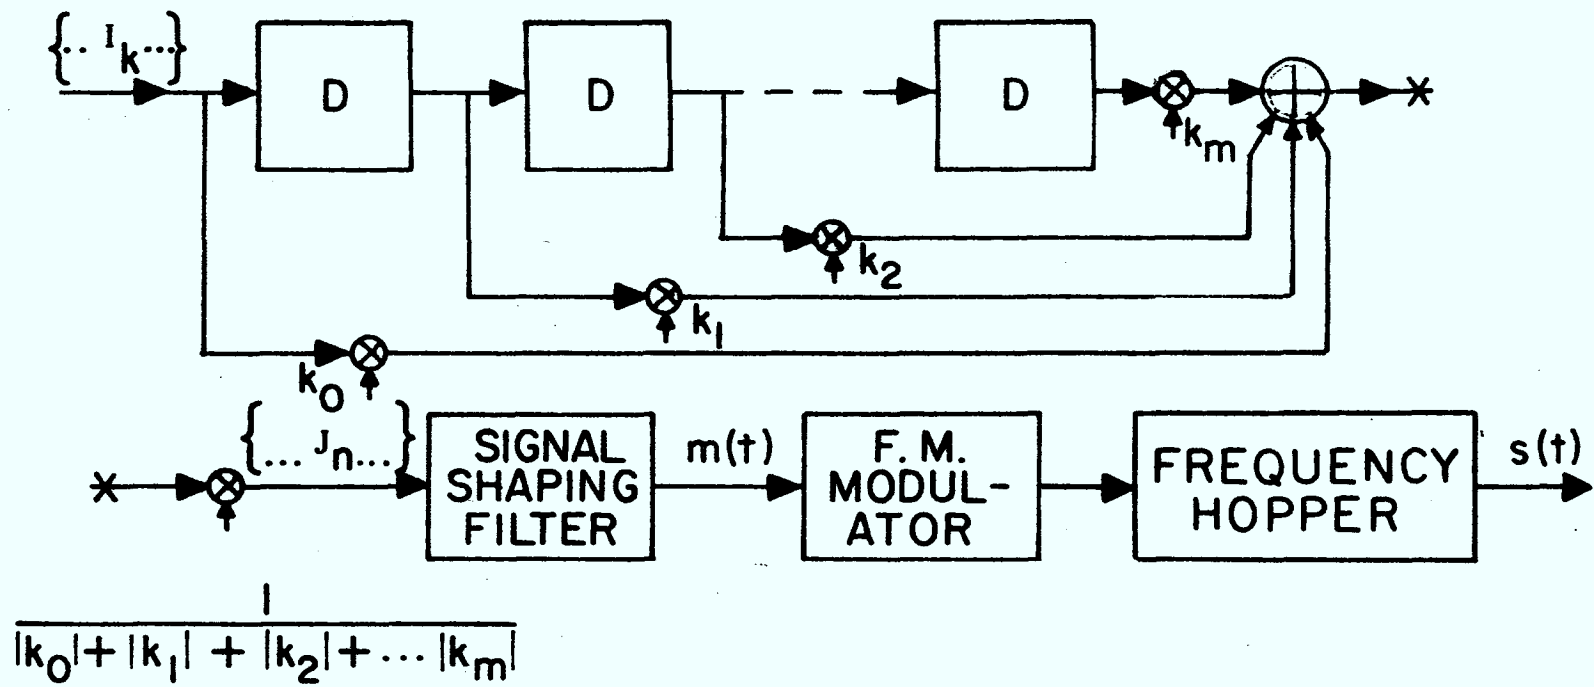 {... I_k ...}
D
D
D
k_m
k_2
k_1
k_0
{... J_n ...}
SIGNAL
SHAPING
FILTER
m(t)
F. M.
MODUL-
ATOR
FREQUENCY
HOPPER
s(t)
1
|k_0| + |k_1| + |k_2| + ... |k_m|